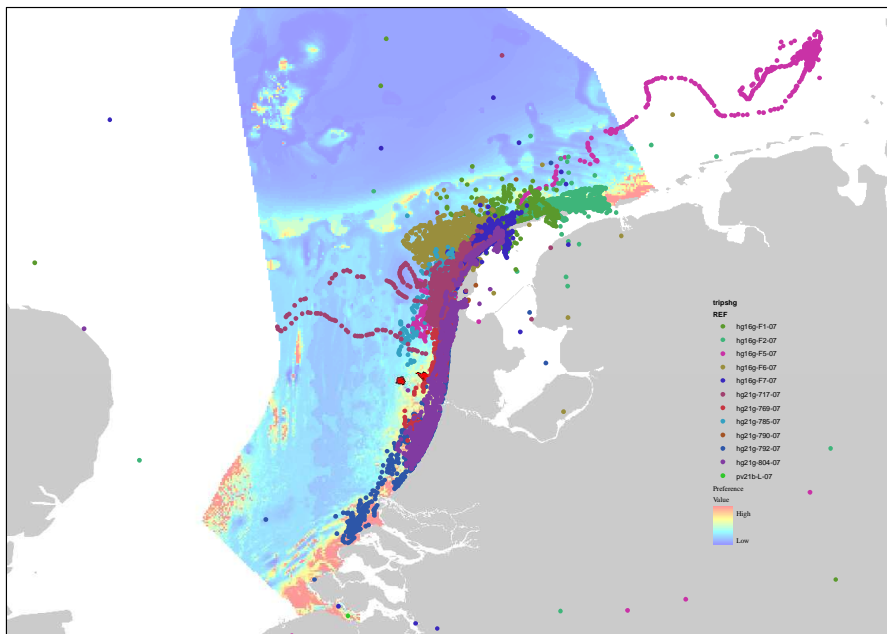 tripshg
REF
hg16g-F1-07
hg16g-F2-07
hg16g-F5-07
hg16g-F6-07
hg16g-F7-07
hg21g-717-07
hg21g-769-07
hg21g-785-07
hg21g-790-07
hg21g-792-07
hg21g-804-07
pv21b-L-07
Preference
Value
High
Low